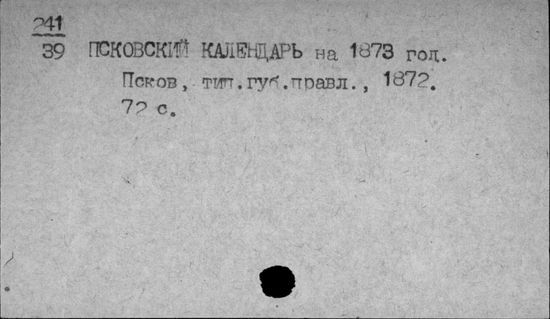 241
39 ПСКОВСКИЙ КАЛЕНДАРЬ на 1873 год.
Псков, тип.губ.правл., 1872.
72 с.